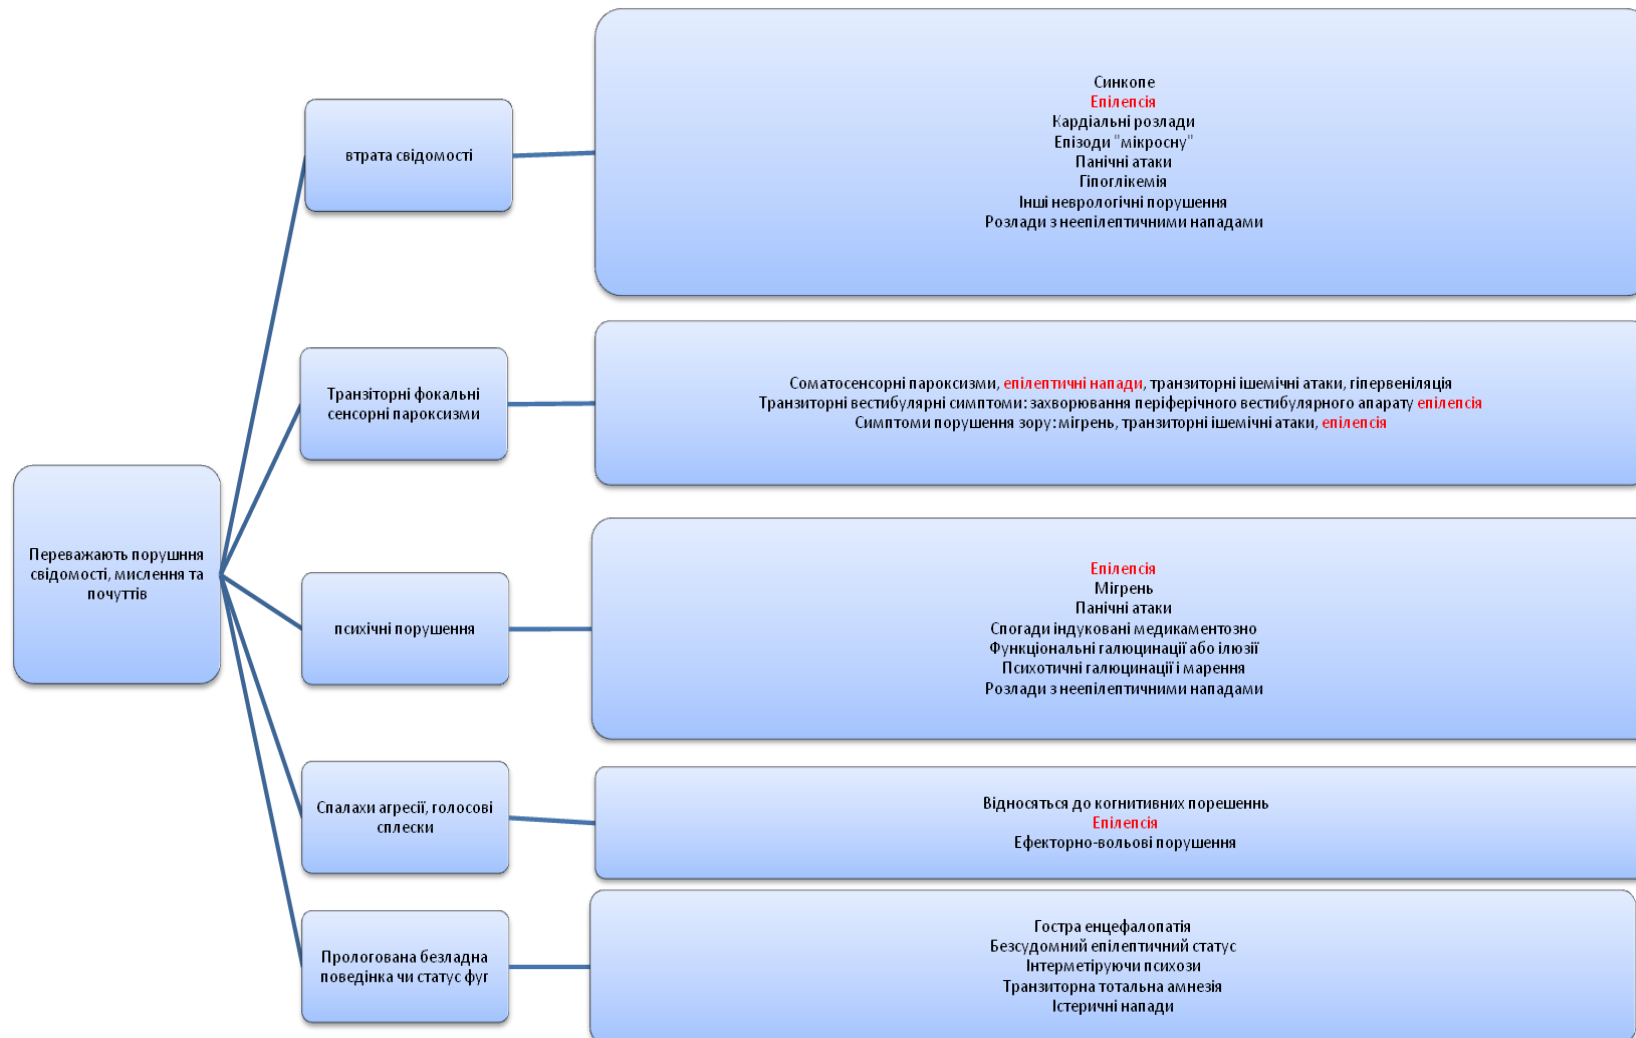 Переважають порушння
свідомості, мислення та
почуттів
втрата свідомості
Синкопе
Епілепсія
Кардіальні розлади
Епізоди "мікросну"
Панічні атаки
Гіпоглікемія
Інші неврологічні порушення
Розлади з неепілептичними нападами
Транзіторні фокальні
сенсорні пароксизми
Соматосенсорні пароксизми, епілептичні напади, транзиторні ішемічні атаки, гіпервеніляція
Транзиторні вестибулярні симптоми: захворювання періферічного вестибулярного апарату епілепсія
Симптоми порушення зору: мігрень, транзиторні ішемічні атаки, епілепсія
психічні порушення
Епілепсія
Мігрень
Панічні атаки
Спогади індуковані медикаментозно
Функціональні галюцинації або ілюзії
Психотичні галюцинації і марення
Розлади з неепілептичними нападами
Спалахи агресії, голосові
сплески
Відносяться до когнитивних порешеннь
Епілепсія
Ефекторно-вольові порушення
Прологована безладна
поведінка чи статус фуг
Гостра енцефалопатія
Безсудомний епілептичний статус
Інтерметіруючи психози
Транзиторна тотальна амнезія
Істеричні напади